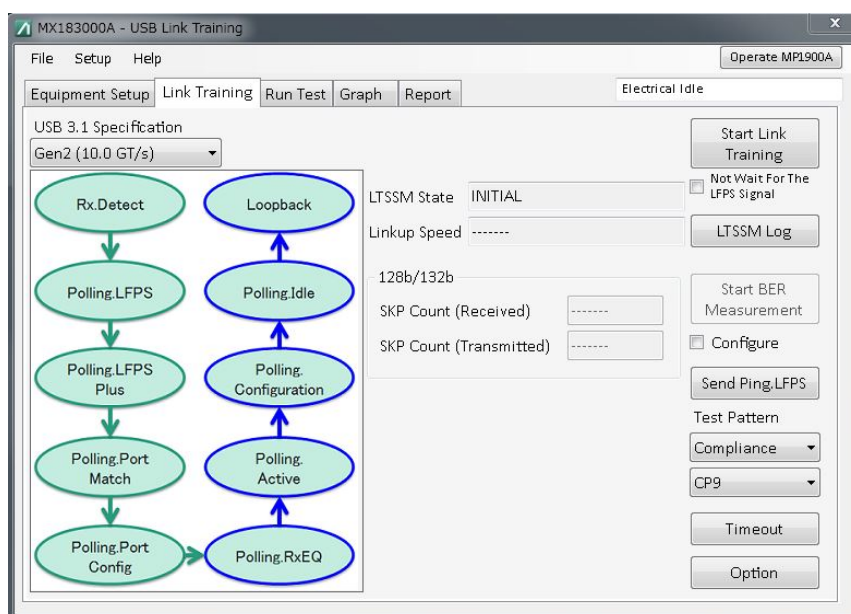 MX183000A - USB Link Training
X
File Setup Help
Operate MP1900A
Equipment Setup Link Training Run Test Graph Report
Electrical Idle
USB 3.1 Specification
Gen2 (10.0 GT/s)
Start Link
Training
Not Wait For The
LFPS Signal
Rx.Detect
Loopback
LTSSM State INITIAL
Linkup Speed -------
LTSSM Log
Polling.LFPS
Polling.Idle
128b/132b
SKP Count (Received) -------
SKP Count (Transmitted) -------
Start BER
Measurement
Configure
Polling.LFPS
Plus
Polling.
Configuration
Send Ping.LFPS
Test Pattern
Compliance
CP9
Polling.Port
Match
Polling.
Active
Polling.Port
Config
Polling.RxEQ
Timeout
Option